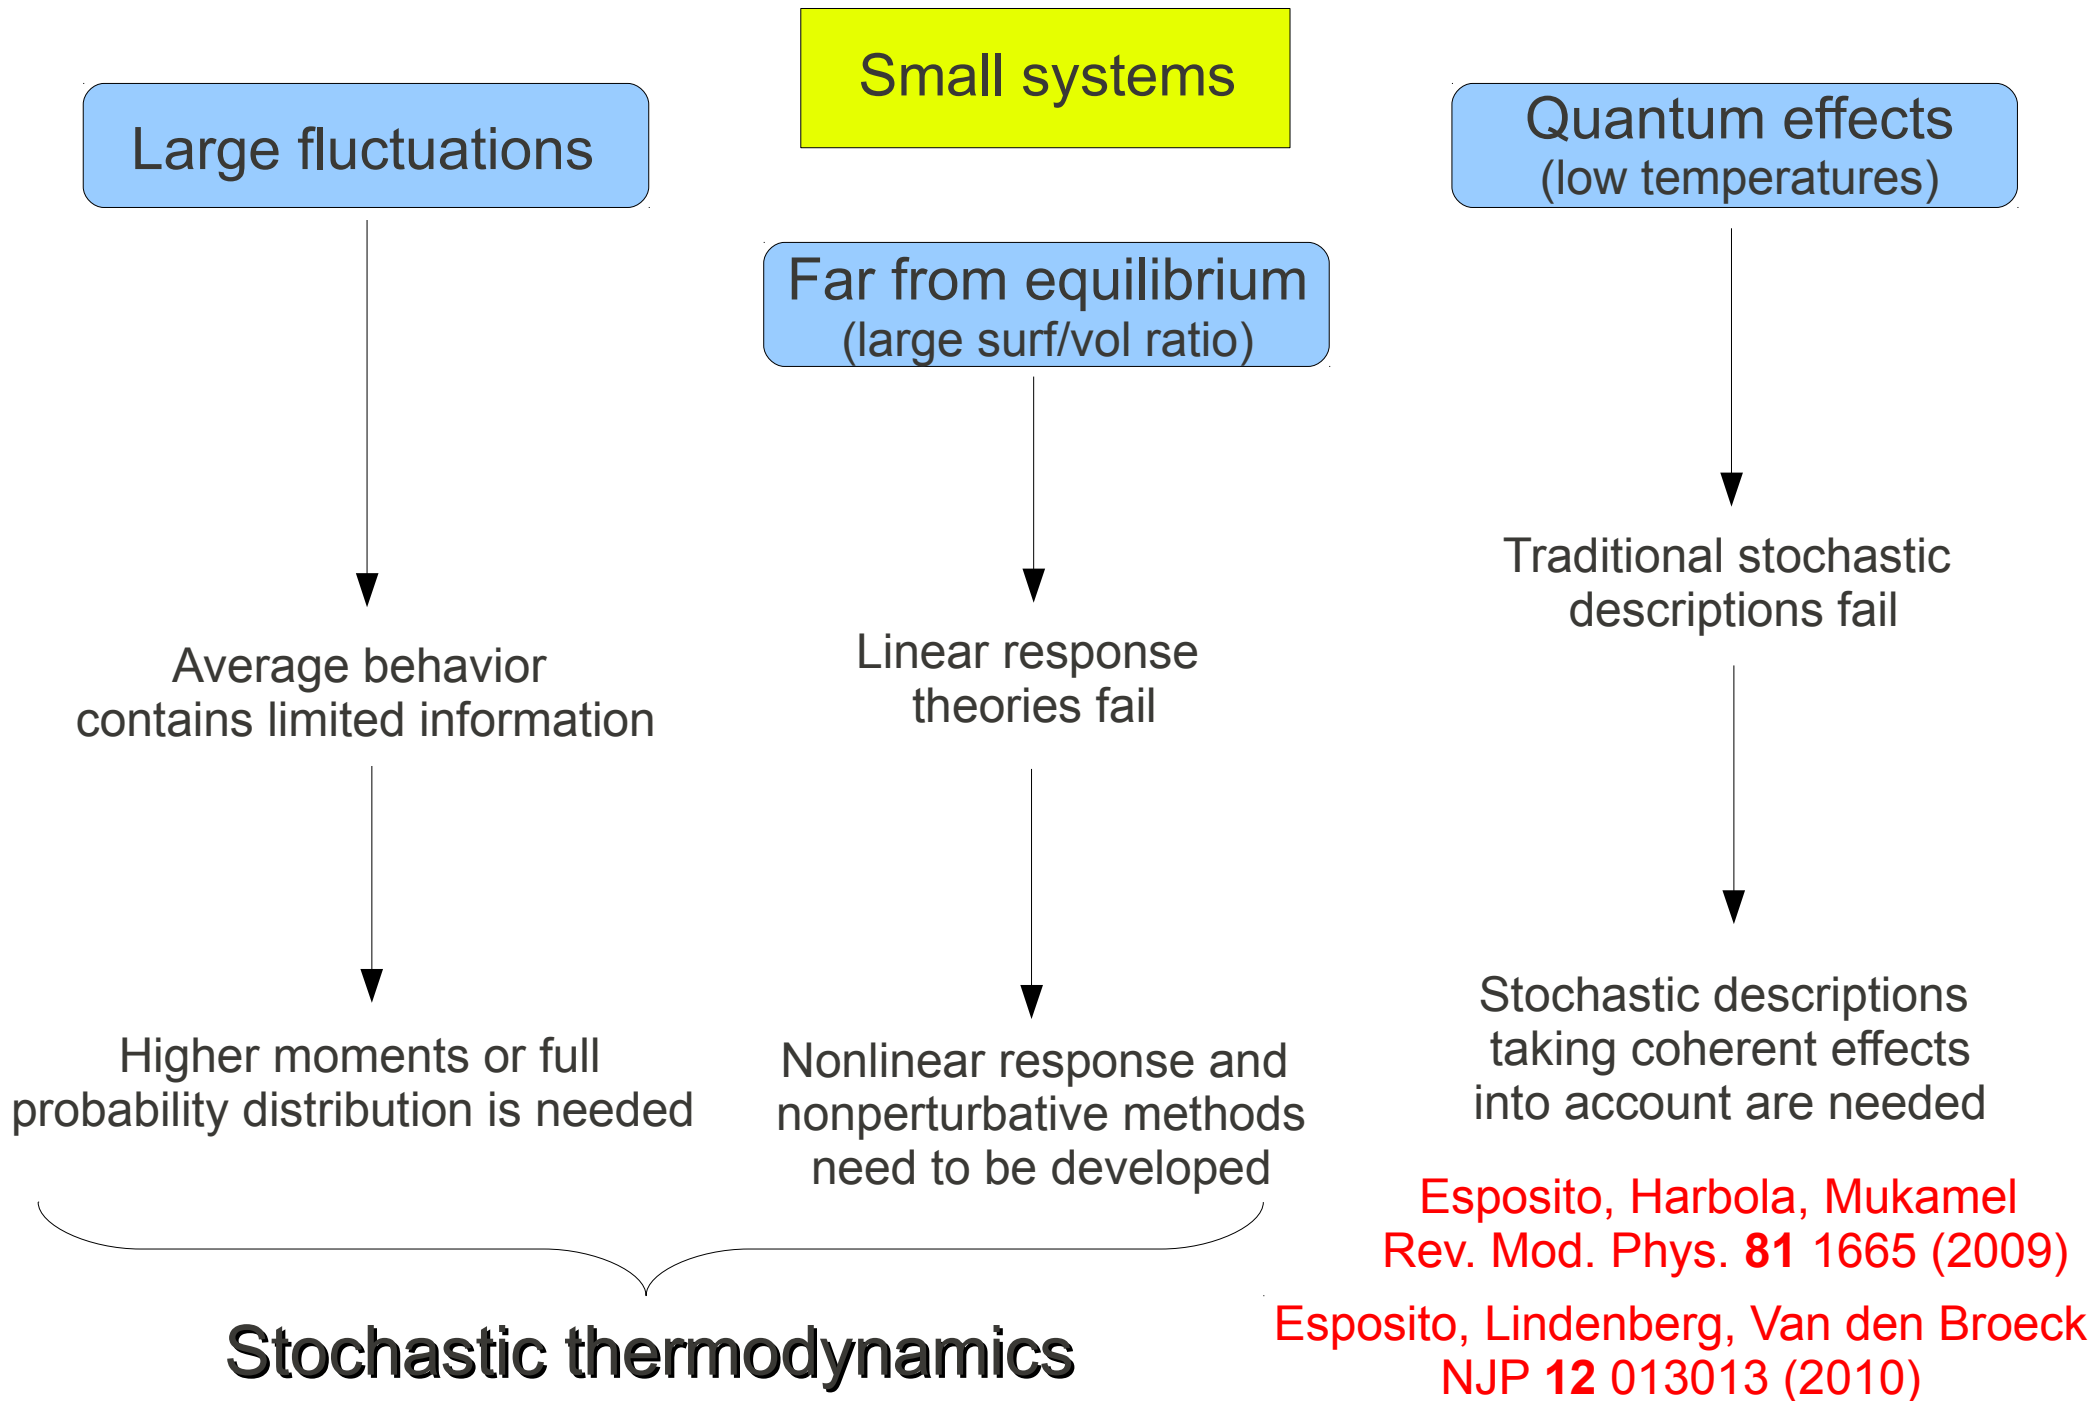 Small systems
Large fluctuations
Average behavior
contains limited information
Higher moments or full
probability distribution is needed
Far from equilibrium
(large surf/vol ratio)
Linear response
theories fail
Nonlinear response and
nonperturbative methods
need to be developed
Stochastic thermodynamics
Quantum effects
(low temperatures)
Traditional stochastic
descriptions fail
Stochastic descriptions
taking coherent effects
into account are needed
Esposito, Harbola, Mukamel
Rev. Mod. Phys. 81 1665 (2009)
Esposito, Lindenberg, Van den Broeck
NJP 12 013013 (2010)